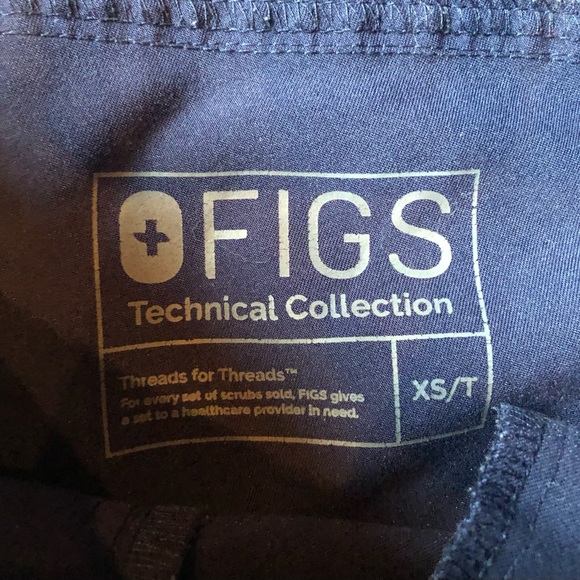 FIGS
Technical Collection
Threads for Threads™
For every set of scrubs sold, FIGS gives
a set to a healthcare provider in need.
XS/T